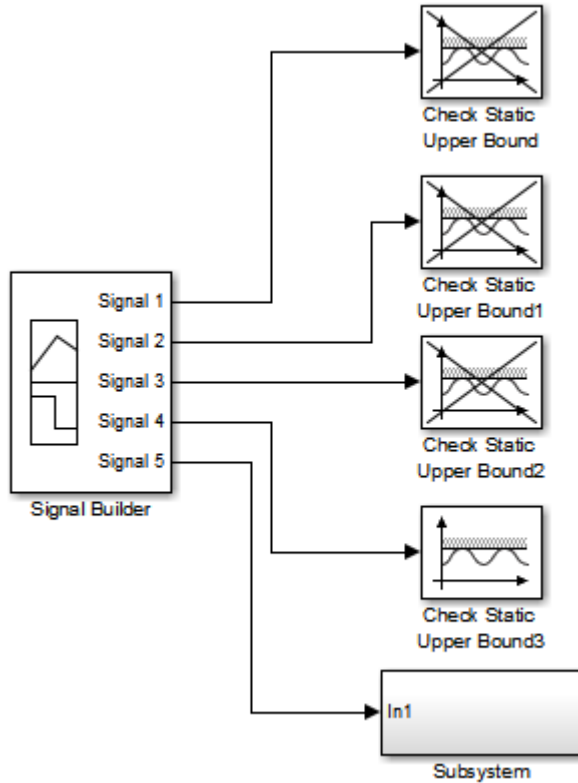 Check Static
Upper Bound
Check Static
Upper Bound1
Signal 1
Signal 2
Signal 3
Signal 4
Signal 5
Signal Builder
Check Static
Upper Bound2
Check Static
Upper Bound3
In1
Subsystem